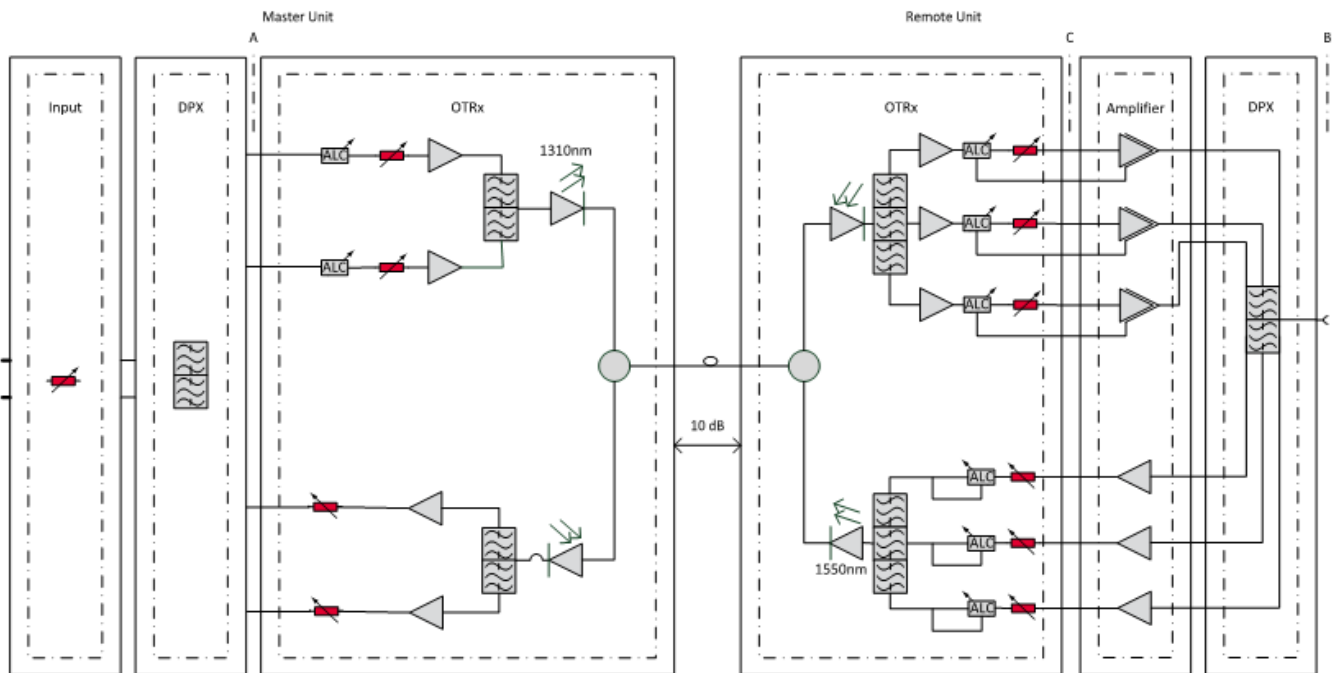 Master Unit
Remote Unit
A
C
B
Input
DPX
OTRx
OTRx
Amplifier
DPX
1310nm
ALC
ALC
ALC
ALC
ALC
10 dB
ALC
ALC
ALC
1550nm